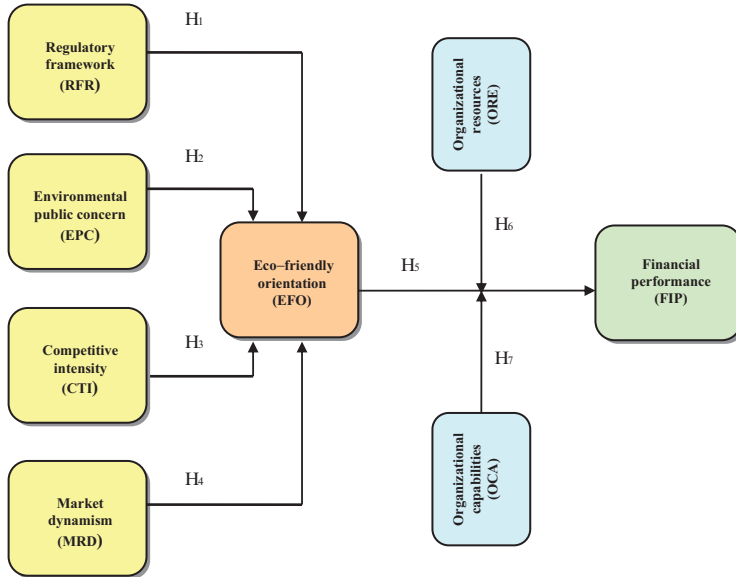 H1
Regulatory
framework
(RFR)
H2
Environmental
public concern
(EPC)
H3
Competitive
intensity
(CTI)
H4
Market
dynamism
(MRD)
Eco–friendly
orientation
(EFO)
H5
Organizational
resources
(ORE)
H6
H7
Organizational
capabilities
(OCA)
Financial
performance
(FIP)